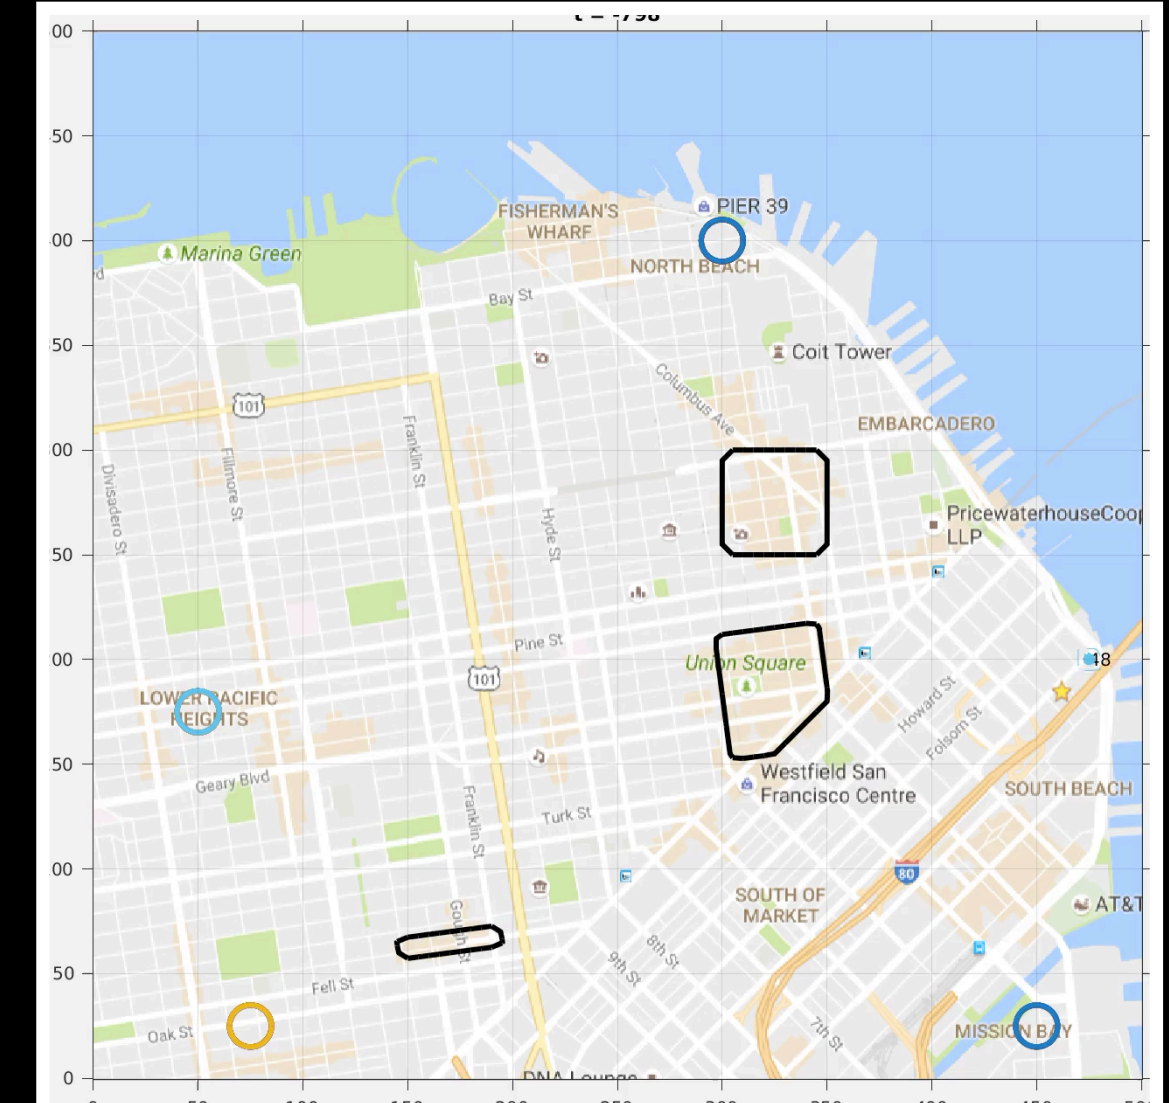 t = -798
00
50
00
50
00
50
00
50
00
50
0
PIER 39
FISHERMAN'S
WHARF
Marina Green
rd
NORTH BEACH
Bay St
Coit Tower
Columbus Ave
101
EMBARCADERO
Franklin St
Fillmore St
Divisadero St
Hyde St
PricewaterhouseCoop
LLP
Pine St
Union Square
48
101
LOWER PACIFIC
HEIGHTS
Howard St
Folsom St
Geary Blvd
Westfield San
Francisco Centre
SOUTH BEACH
Franklin St
Turk St
80
SOUTH OF
MARKET
AT&T
Gough St
8th St
9th St
Fell St
Oak St
7th St
MISSION BAY
DNA Lounge
0 50 100 150 200 250 300 350 400 450 50